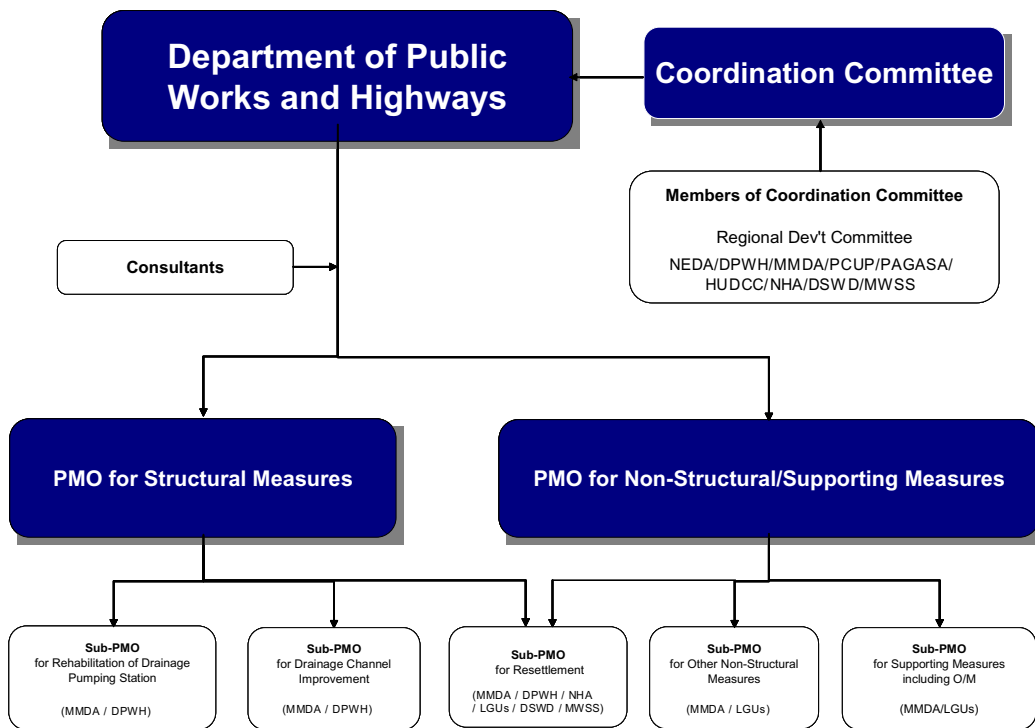 Department of Public
Works and Highways
Coordination Committee
Members of Coordination Committee
Regional Dev't Committee
NEDA/DPWH/MMDA/PCUP/PAGASA/
HUDCC/NHA/DSWD/MWSS
Consultants
PMO for Structural Measures
PMO for Non-Structural/Supporting Measures
Sub-PMO
for Rehabilitation of Drainage
Pumping Station
(MMDA / DPWH)
Sub-PMO
for Drainage Channel
Improvement
(MMDA / DPWH)
Sub-PMO
for Resettlement
(MMDA / DPWH / NHA
/ LGUs / DSWD / MWSS)
Sub-PMO
for Other Non-Structural
Measures
(MMDA / LGUs)
Sub-PMO
for Supporting Measures
including O/M
(MMDA/LGUs)